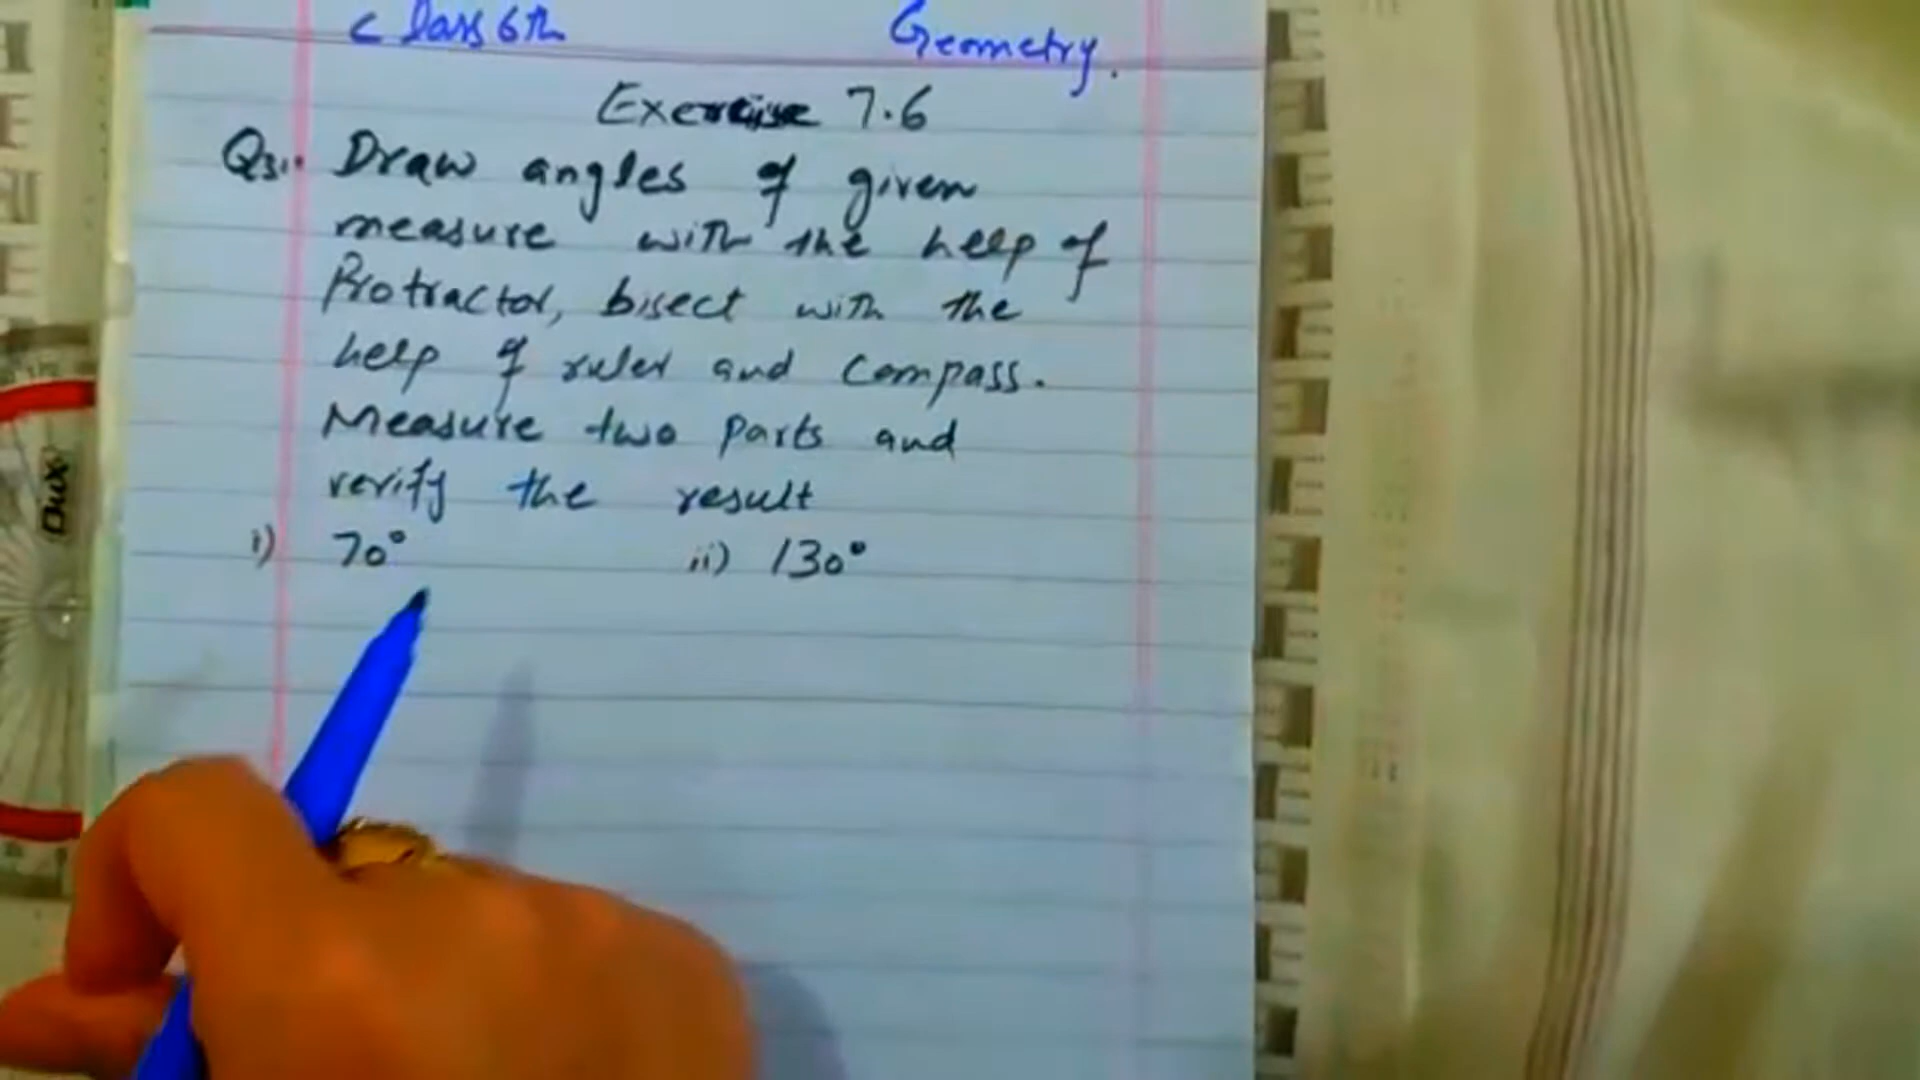 Class 6th Geometry.
Exercise 7.6
Q3:. Draw angles of given
measure with the help of
Protractor, bisect with the
help of ruler and compass.
Measure two parts and
verify the result
i) 70° ii) 130°
Dux